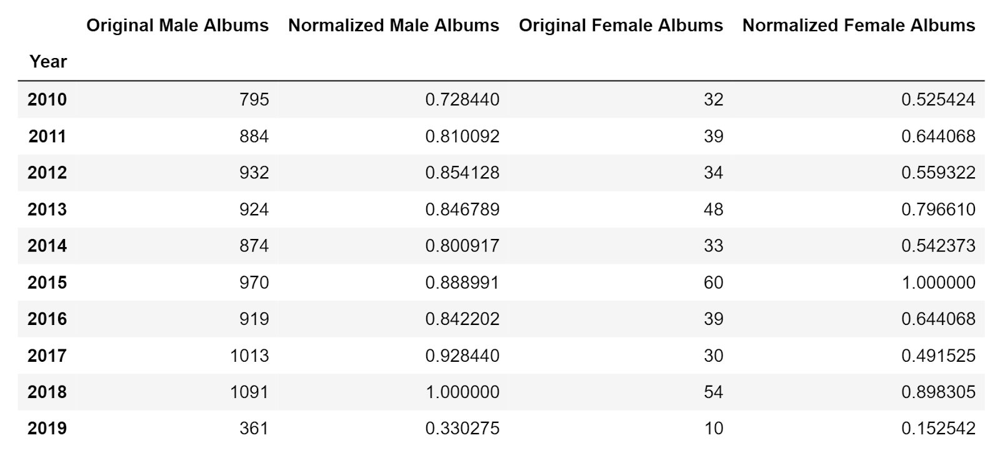 Original Male Albums Normalized Male Albums Original Female Albums Normalized Female Albums
Year
2010 795 0.728440 32 0.525424
2011 884 0.810092 39 0.644068
2012 932 0.854128 34 0.559322
2013 924 0.846789 48 0.796610
2014 874 0.800917 33 0.542373
2015 970 0.888991 60 1.000000
2016 919 0.842202 39 0.644068
2017 1013 0.928440 30 0.491525
2018 1091 1.000000 54 0.898305
2019 361 0.330275 10 0.152542